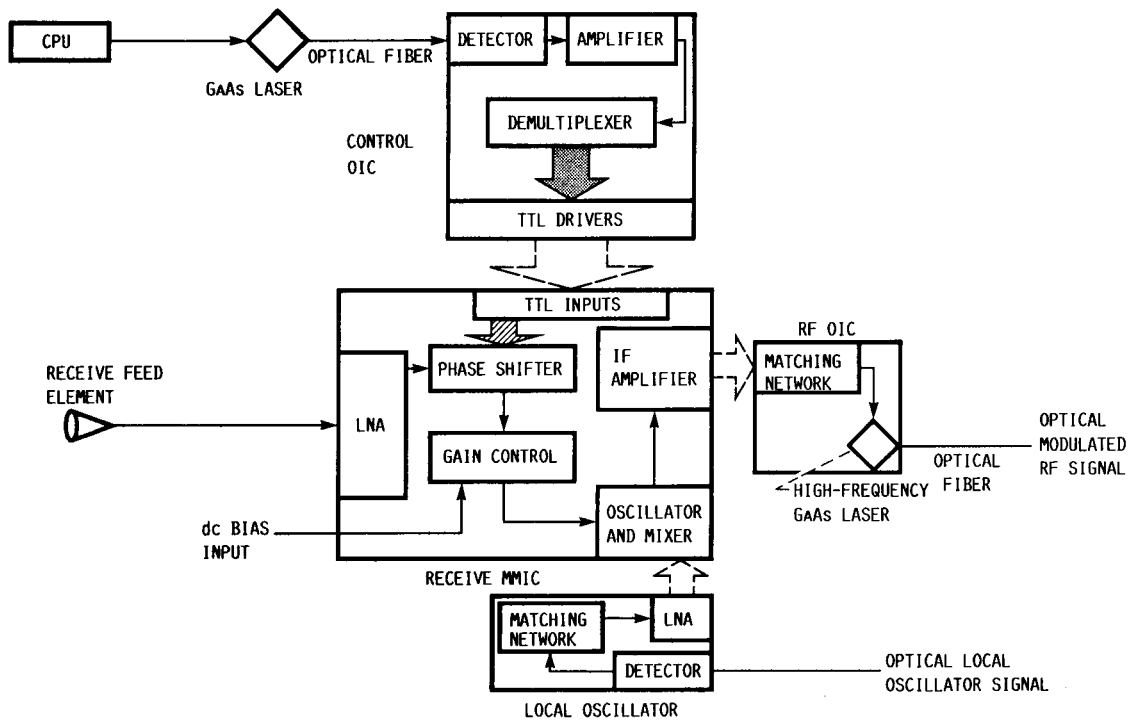 CPU
GaAs LASER
OPTICAL FIBER
DETECTOR
AMPLIFIER
DEMULTIPLEXER
CONTROL
OIC
TTL DRIVERS
TTL INPUTS
PHASE SHIFTER
IF
AMPLIFIER
RF OIC
MATCHING
NETWORK
RECEIVE FEED
ELEMENT
LNA
GAIN CONTROL
OPTICAL
MODULATED
RF SIGNAL
OPTICAL
FIBER
HIGH-FREQUENCY
GaAs LASER
OSCILLATOR
AND MIXER
dc BIAS
INPUT
RECEIVE MMIC
MATCHING
NETWORK
LNA
DETECTOR
OPTICAL LOCAL
OSCILLATOR SIGNAL
LOCAL OSCILLATOR